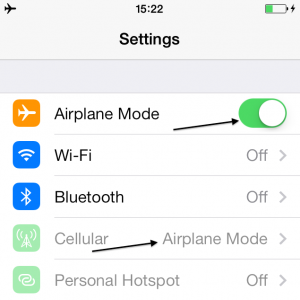 15:22
Settings
Airplane Mode
Wi-Fi Off
Bluetooth Off
Cellular Airplane Mode
Personal Hotspot Off